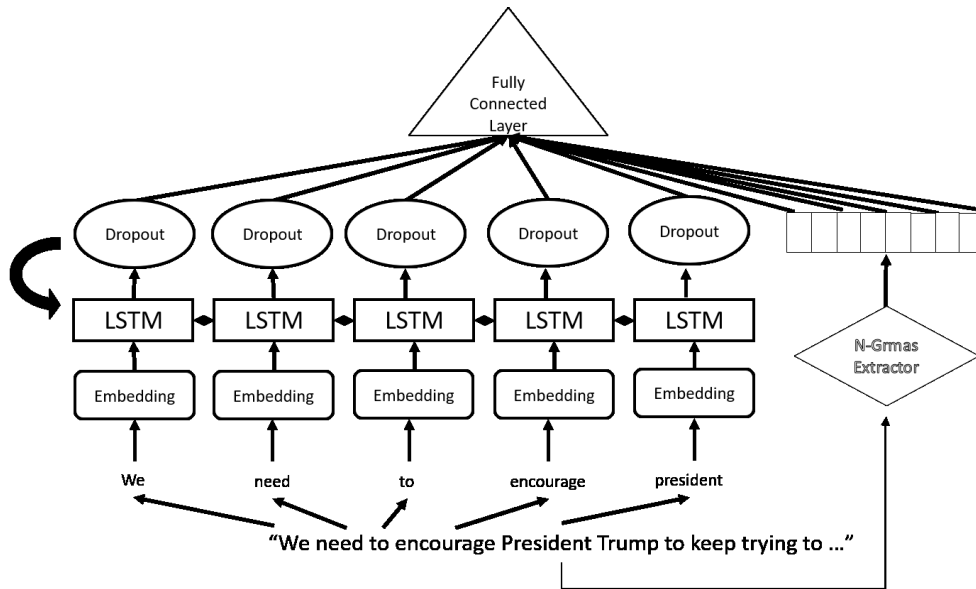 Fully
Connected
Layer
Dropout Dropout Dropout Dropout Dropout
LSTM LSTM LSTM LSTM LSTM
N-Grmas
Extractor
Embedding Embedding Embedding Embedding Embedding
We need to encourage president
“We need to encourage President Trump to keep trying to ...”